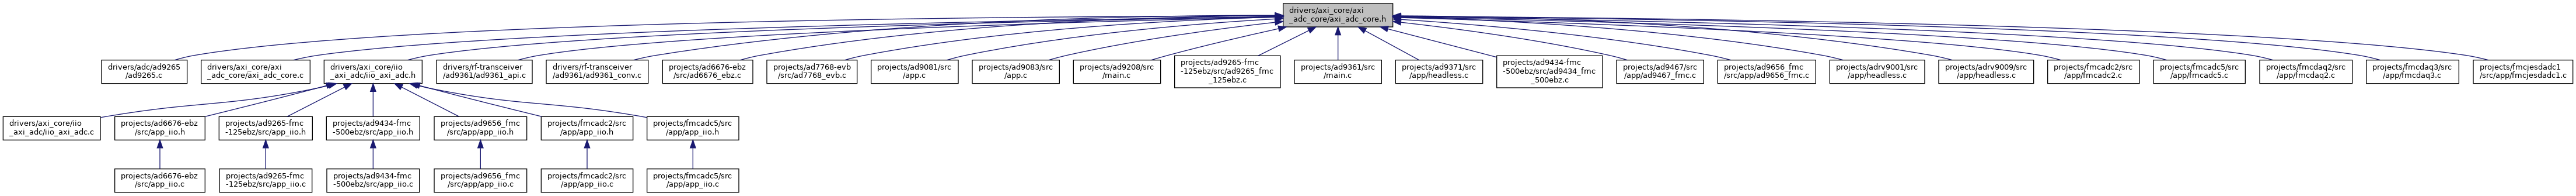 drivers/axi_core/axi
_adc_core/axi_adc_core.h
drivers/adc/ad9265
/ad9265.c
drivers/axi_core/axi
_adc_core/axi_adc_core.c
drivers/axi_core/iio
_axi_adc/iio_axi_adc.h
drivers/rf-transceiver
/ad9361/ad9361_api.c
drivers/rf-transceiver
/ad9361/ad9361_conv.c
projects/ad6676-ebz
/src/ad6676_ebz.c
projects/ad7768-evb
/src/ad7768_evb.c
projects/ad9081/src
/app.c
projects/ad9083/src
/app.c
projects/ad9208/src
/main.c
projects/ad9265-fmc
-125ebz/src/ad9265_fmc
_125ebz.c
projects/ad9361/src
/main.c
projects/ad9371/src
/app/headless.c
projects/ad9434-fmc
-500ebz/src/ad9434_fmc
_500ebz.c
projects/ad9467/src
/app/ad9467_fmc.c
projects/ad9656_fmc
/src/app/ad9656_fmc.c
projects/adrv9001/src
/app/headless.c
projects/adrv9009/src
/app/headless.c
projects/fmcadc2/src
/app/fmcadc2.c
projects/fmcadc5/src
/app/fmcadc5.c
projects/fmcdaq2/src
/app/fmcdaq2.c
projects/fmcdaq3/src
/app/fmcdaq3.c
projects/fmcjesdadc1
/src/app/fmcjesdadc1.c
drivers/axi_core/iio
_axi_adc/iio_axi_adc.c
projects/ad6676-ebz
/src/app_iio.h
projects/ad9265-fmc
-125ebz/src/app_iio.h
projects/ad9434-fmc
-500ebz/src/app_iio.h
projects/ad9656_fmc
/src/app/app_iio.h
projects/fmcadc2/src
/app/app_iio.h
projects/fmcadc5/src
/app/app_iio.h
projects/ad6676-ebz
/src/app_iio.c
projects/ad9265-fmc
-125ebz/src/app_iio.c
projects/ad9434-fmc
-500ebz/src/app_iio.c
projects/ad9656_fmc
/src/app/app_iio.c
projects/fmcadc2/src
/app/app_iio.c
projects/fmcadc5/src
/app/app_iio.c